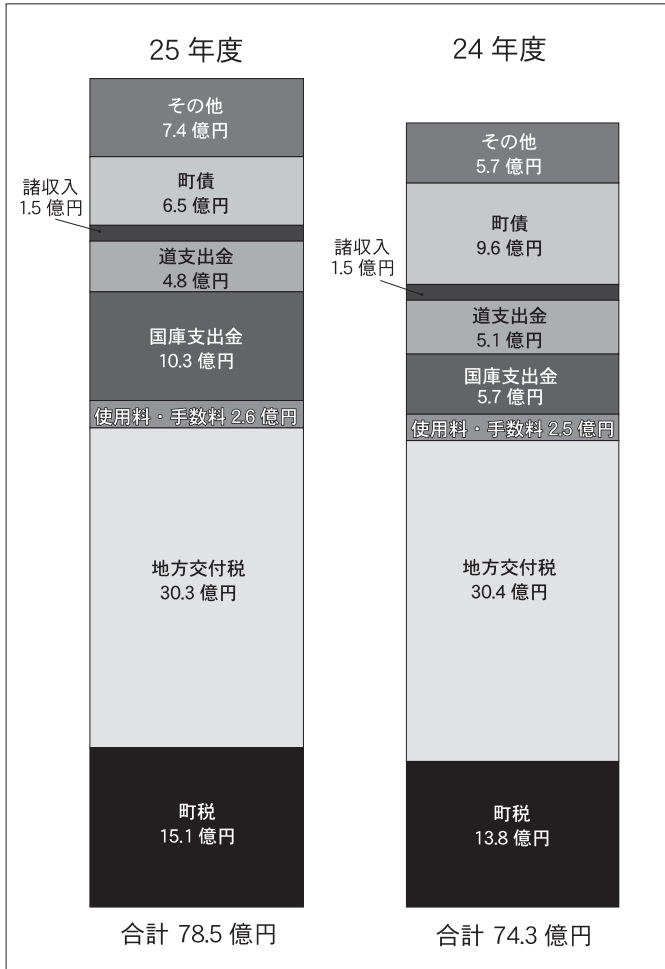 25 年度
その他
7.4 億円
町債
6.5 億円
諸収入
1.5 億円
道支出金
4.8 億円
国庫支出金
10.3 億円
使用料・手数料 2.6 億円
地方交付税
30.3 億円
町税
15.1 億円
合計 78.5 億円
24 年度
その他
5.7 億円
町債
9.6 億円
諸収入
1.5 億円
道支出金
5.1 億円
国庫支出金
5.7 億円
使用料・手数料 2.5 億円
地方交付税
30.4 億円
町税
13.8 億円
合計 74.3 億円